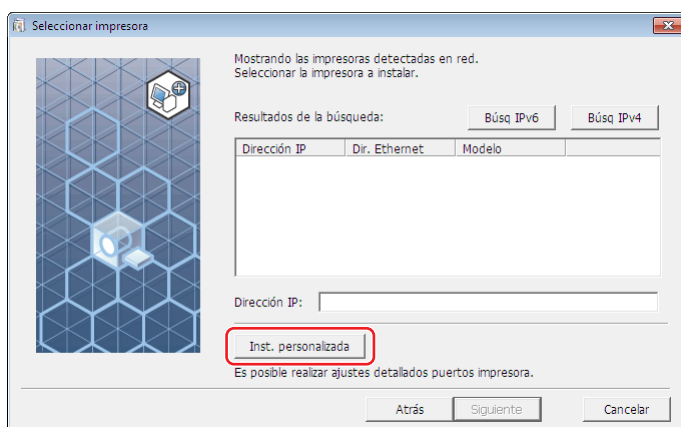 Seleccionar impresora
Mostrando las impresoras detectadas en red.
Seleccionar la impresora a instalar.
Resultados de la búsqueda:
Búsq IPv6
Búsq IPv4
Dirección IP
Dir. Ethernet
Modelo
Dirección IP:
Inst. personalizada
Es posible realizar ajustes detallados puertos impresora.
Atrás
Siguiente
Cancelar